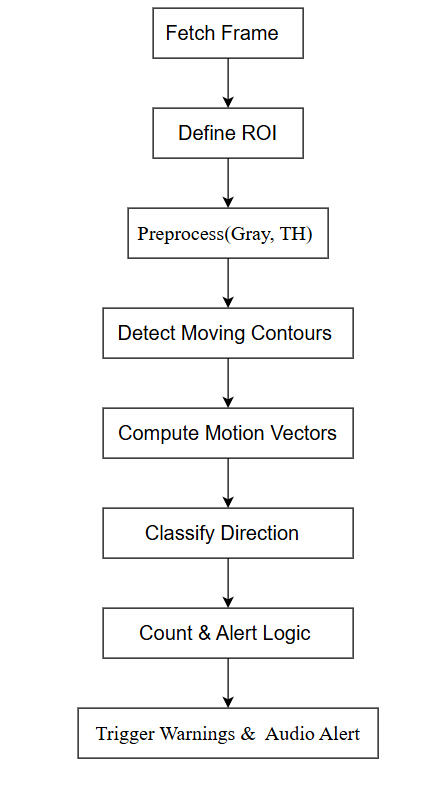 Fetch Frame
Define ROI
Preprocess(Gray, TH)
Detect Moving Contours
Compute Motion Vectors
Classify Direction
Count & Alert Logic
Trigger Warnings & Audio Alert